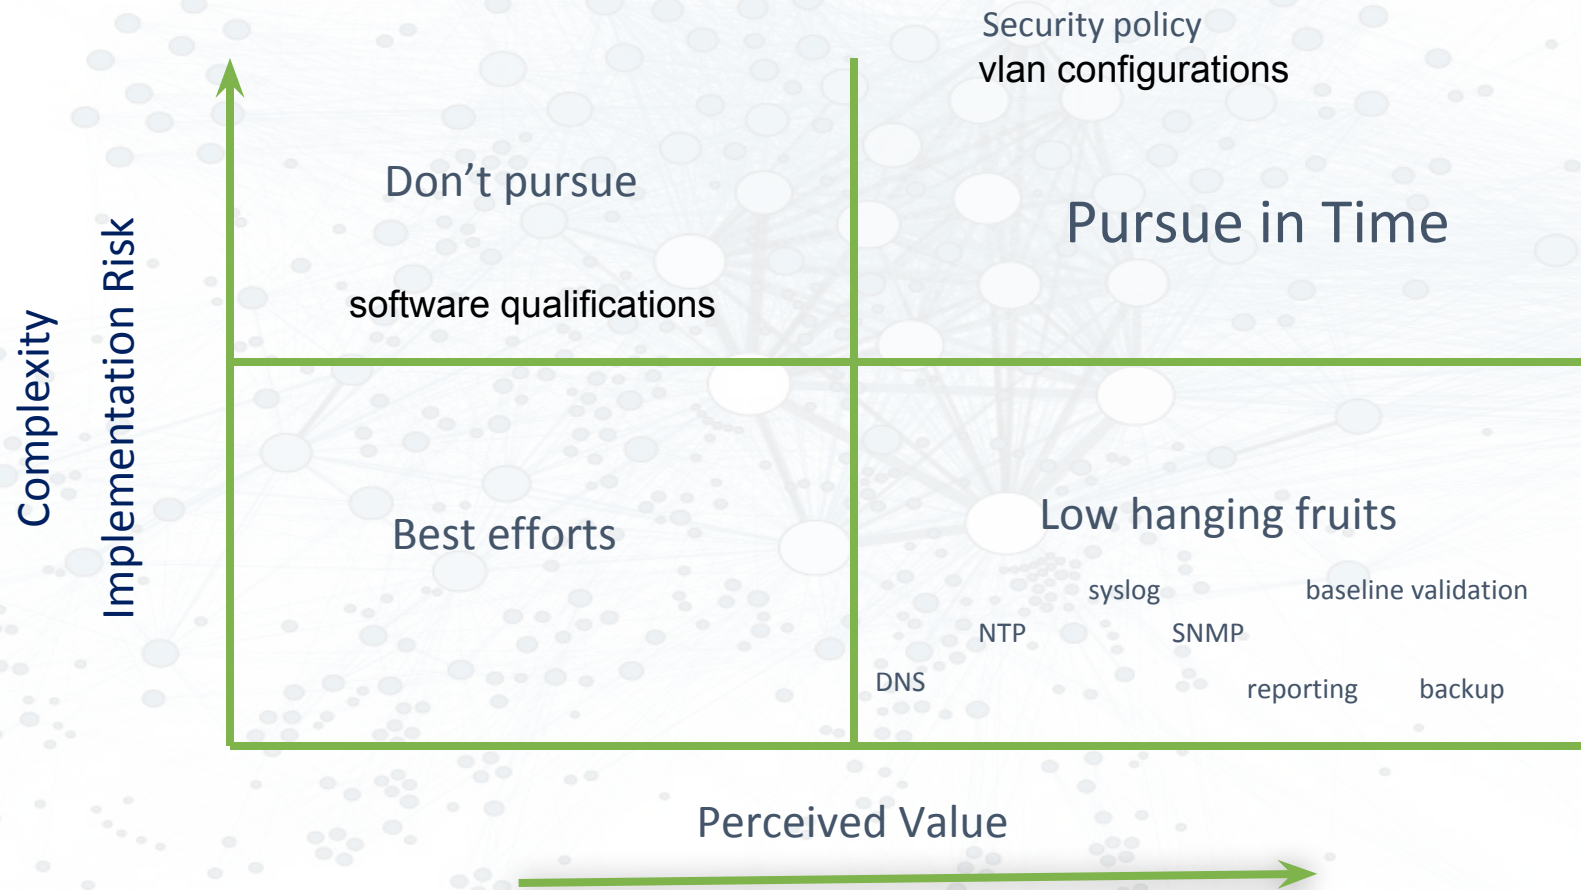 Security policy
vlan configurations
Don't pursue
Pursue in Time
software qualifications
Complexity
Implementation Risk
Best efforts
Low hanging fruits
syslog
baseline validation
NTP
SNMP
DNS
reporting
backup
Perceived Value